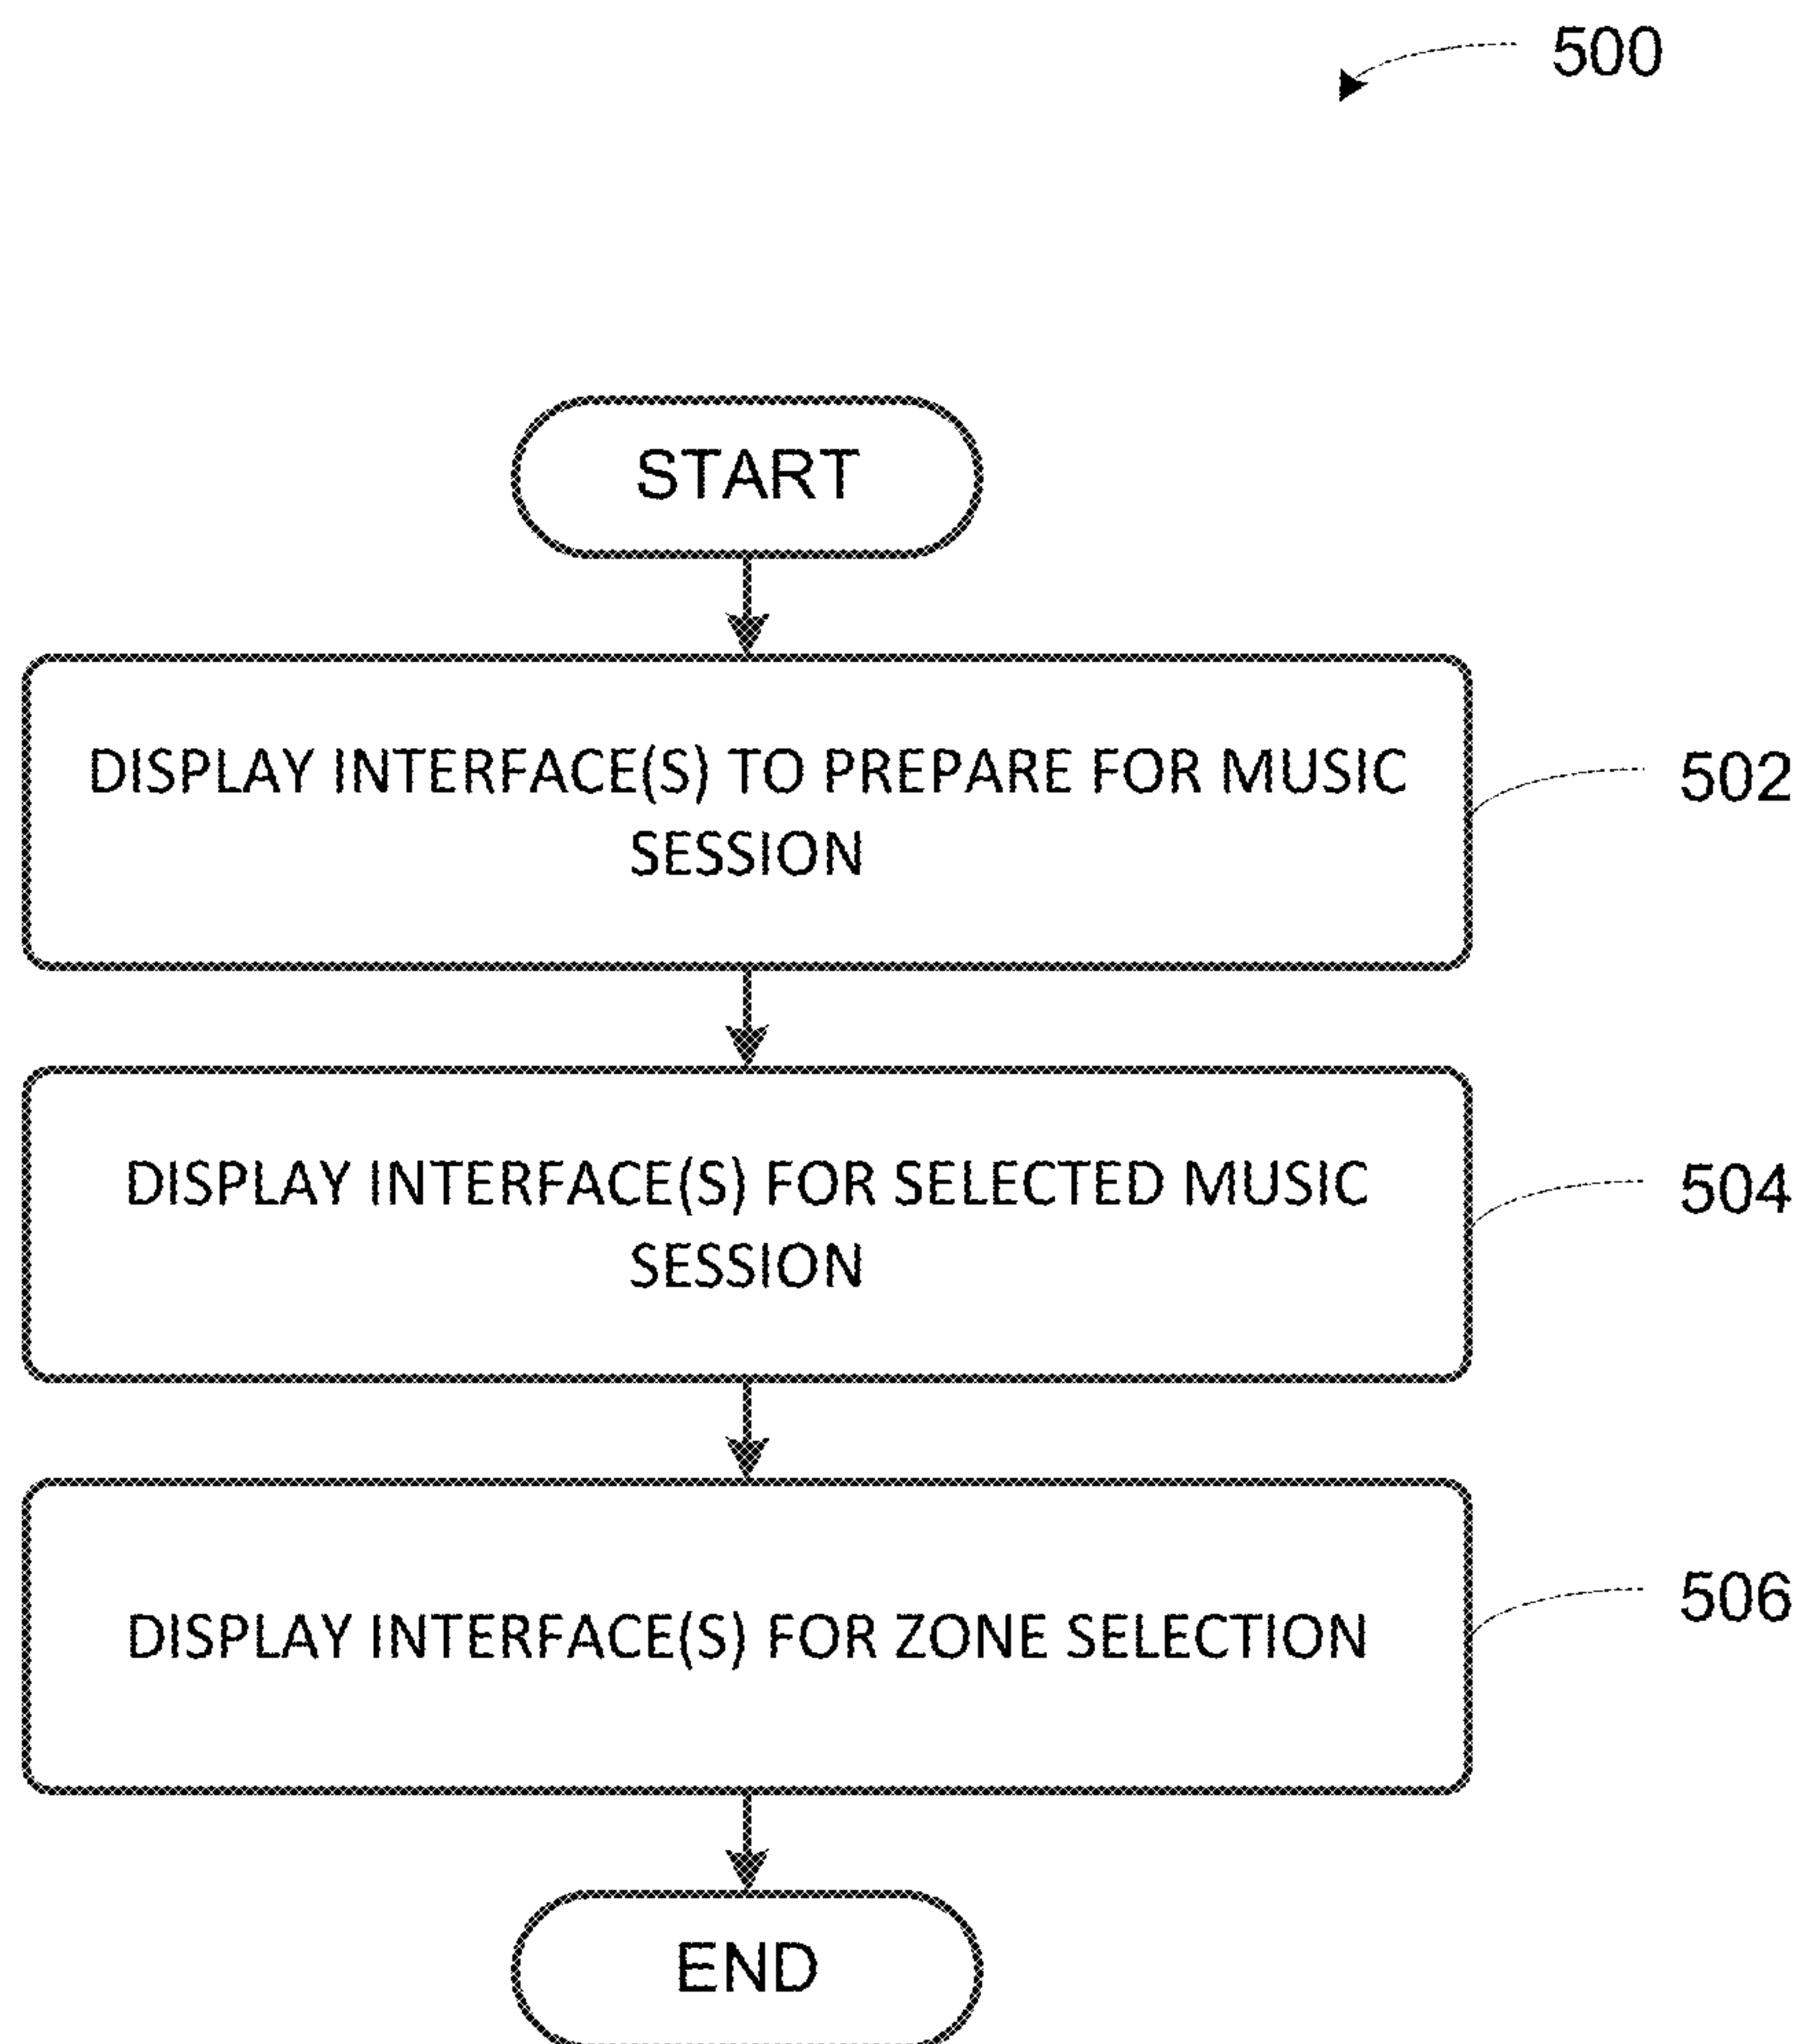 500
START
DISPLAY INTERFACE(S) TO PREPARE FOR MUSIC
SESSION
502
DISPLAY INTERFACE(S) FOR SELECTED MUSIC
SESSION
504
DISPLAY INTERFACE(S) FOR ZONE SELECTION
506
END